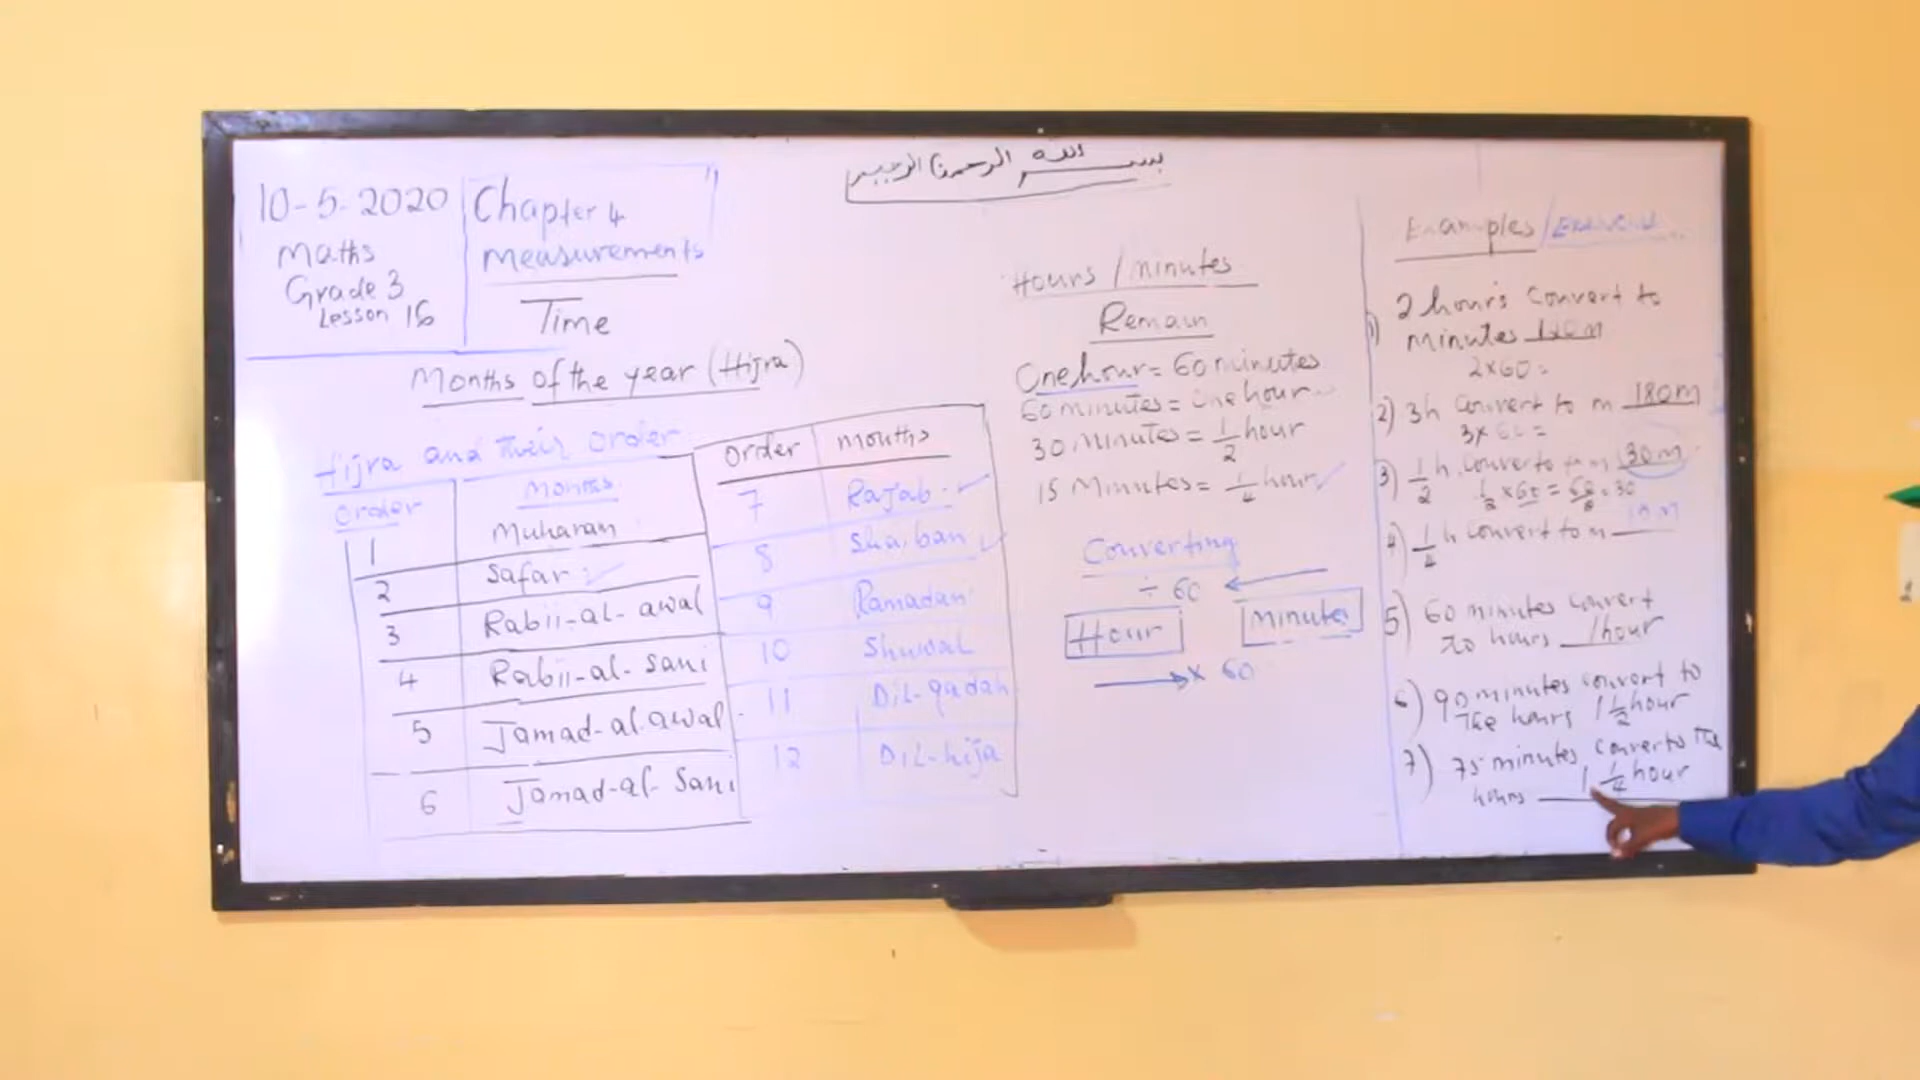 بسم الله الرحمن الرحيم
10-5-2020
Maths
Grade 3
Lesson 16
Chapter 4
measurements
Time
Months of the year (Hijra)
Hijra and Their order
order months
1 Muharam
2 Safar
3 Rabii-al-awal
4 Rabii-al-sani
5 Jamad-al-awal
6 Jamad-al-sani
order months
7 Rajab
8 Sha.ban
9 Ramadan
10 Shuwal
11 Dil-qadah
12 Dil-hija
Hours/minutes
Remain
One hour = 60 minutes
60 minutes = one hour
30 Minutes = 1/2 hour
15 Minutes = 1/4 hour
Converting
÷ 60
Hour Minutes
× 60
Examples/Exercise
1) 2 hours convert to
minutes 120m
2×60=
2) 3h convert to m 180m
3×60=
3) 1/2 h convert to m 30m
1/2 × 60 = = 30
4) 1/4 h convert to m
5) 60 minutes convert
to hours 1hour
6) 90 minutes convert to
The hours 1 1/2 hour
7) 75 minutes converts The
hours 1 1/4 hour